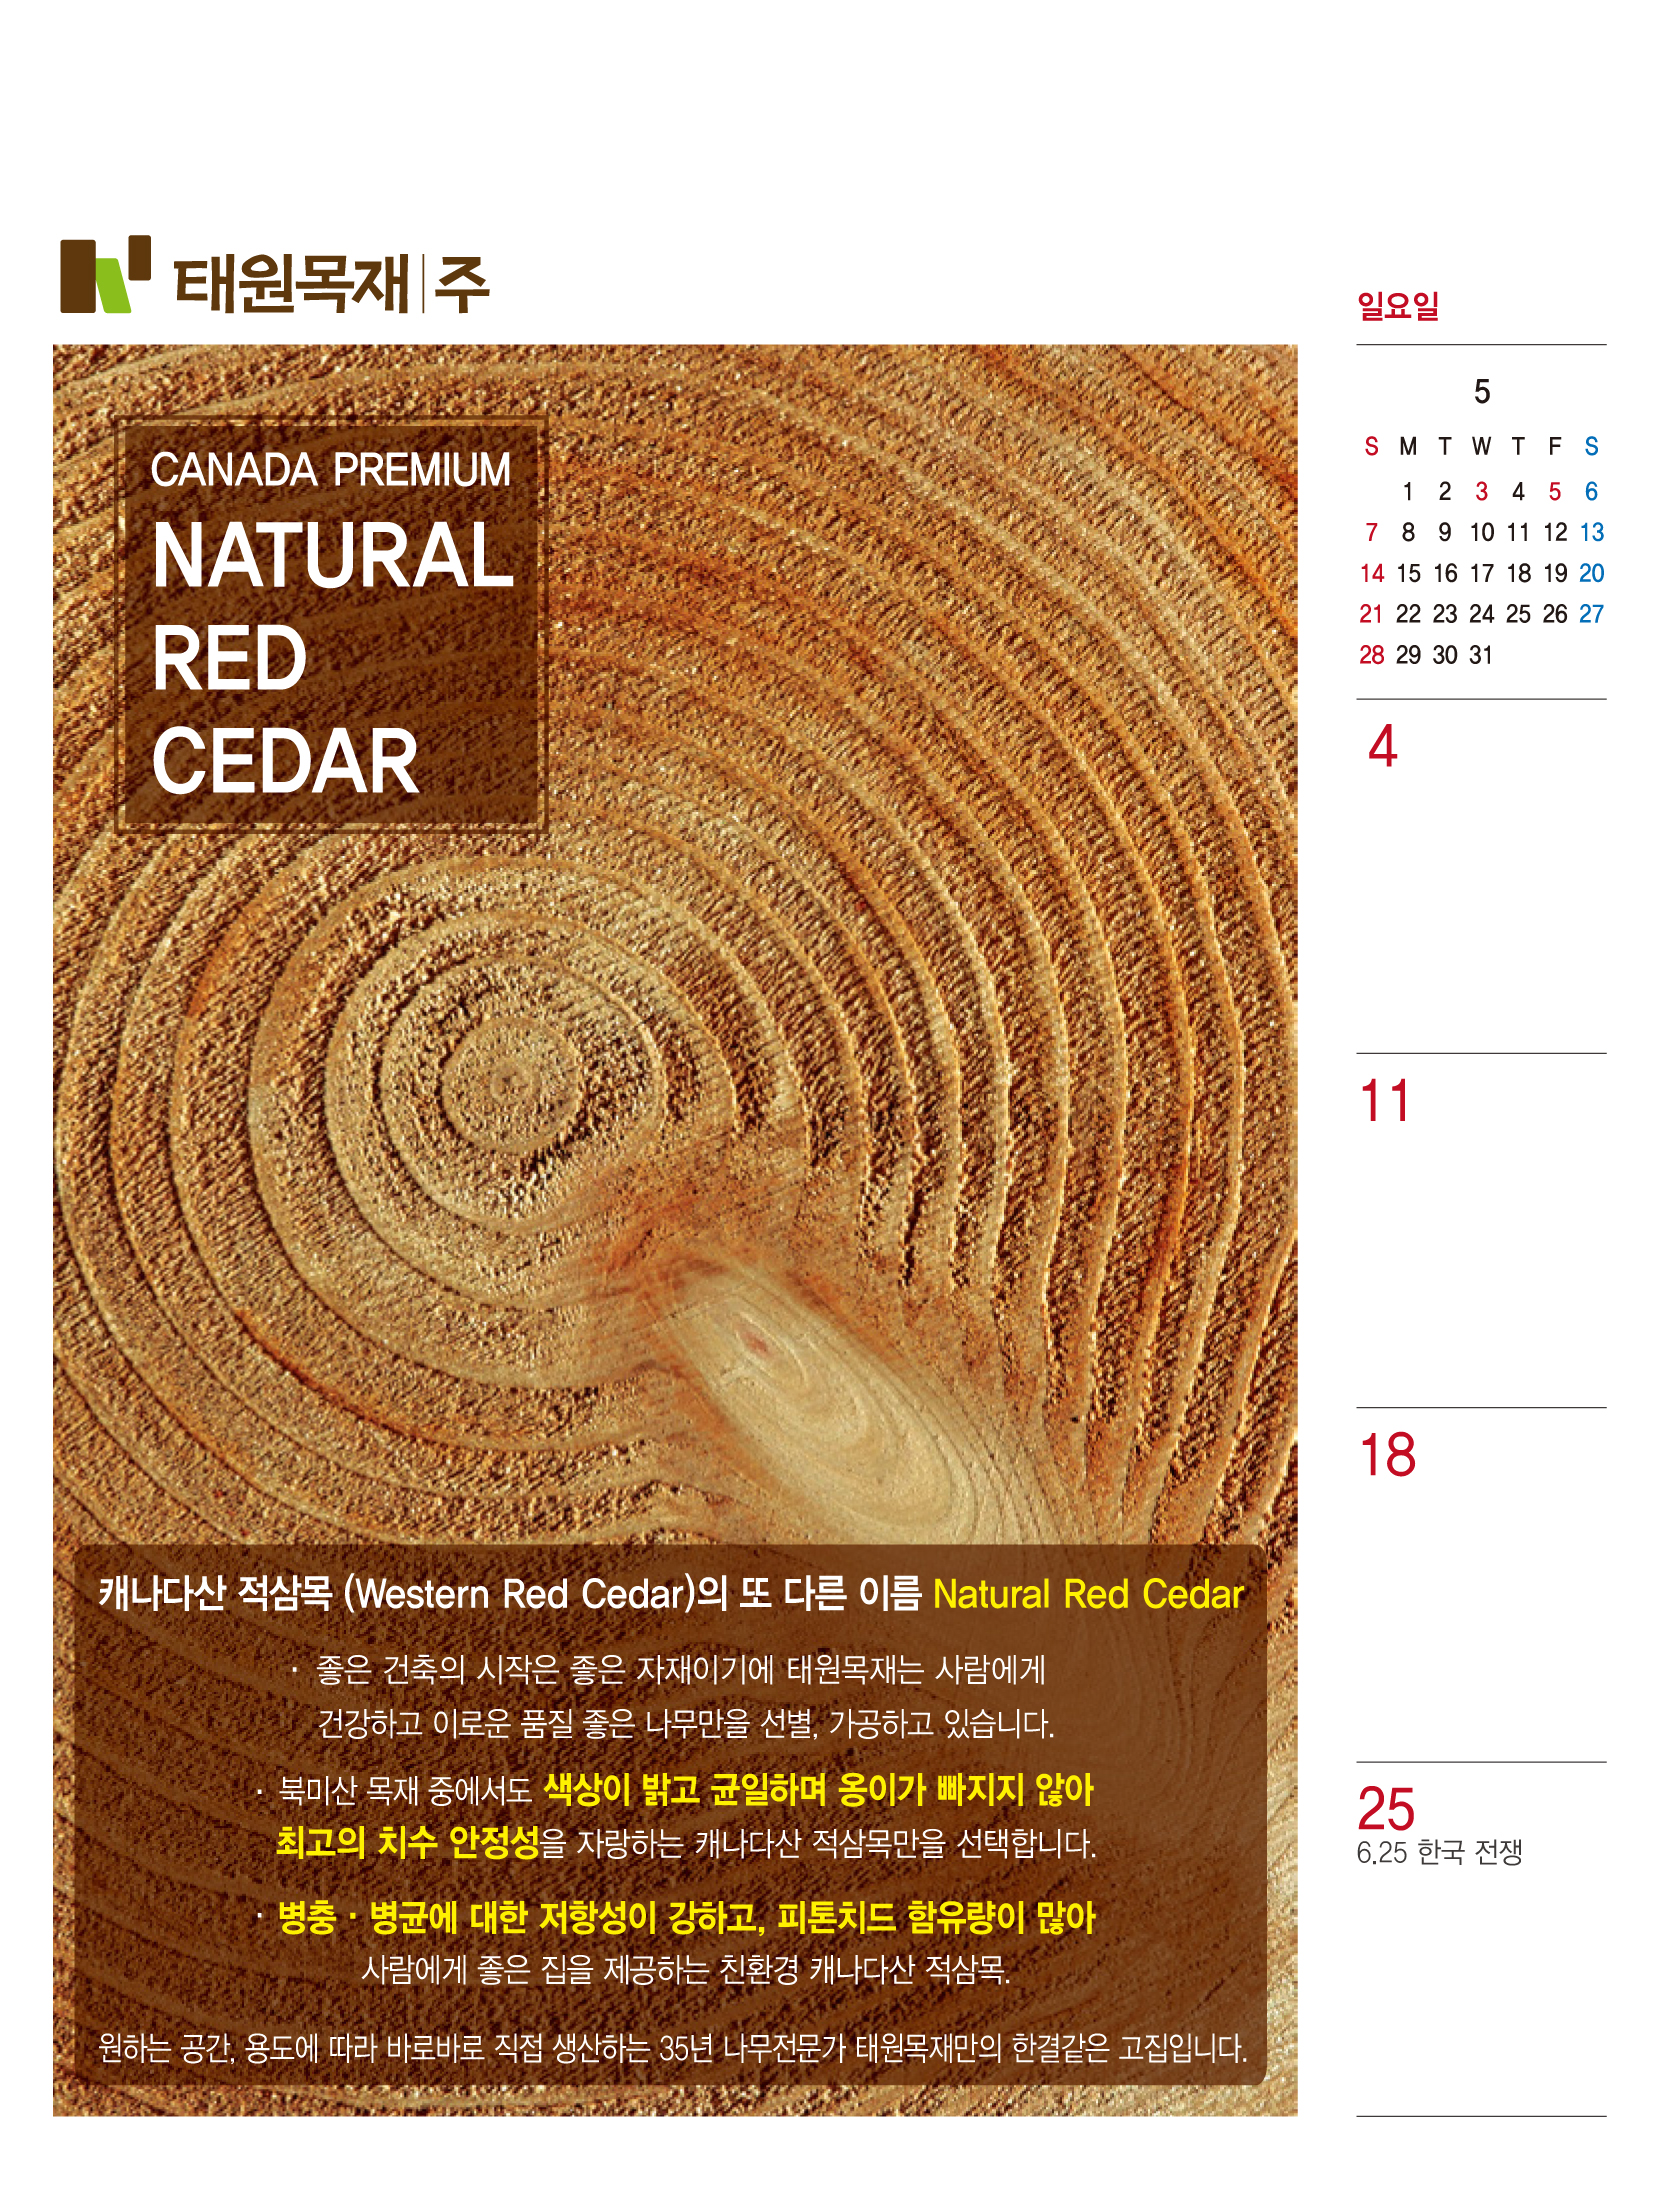 태원목재|주
CANADA PREMIUM
NATURAL
RED
CEDAR
캐나다산 적삼목 (Western Red Cedar)의 또 다른 이름 Natural Red Cedar
· 좋은 건축의 시작은 좋은 자재이기에 태원목재는 사람에게
건강하고 이로운 품질 좋은 나무만을 선별, 가공하고 있습니다.
· 북미산 목재 중에서도 색상이 밝고 균일하며 옹이가 빠지지 않아
최고의 치수 안정성을 자랑하는 캐나다산 적삼목만을 선택합니다.
· 병충 · 병균에 대한 저항성이 강하고, 피톤치드 함유량이 많아
사람에게 좋은 집을 제공하는 친환경 캐나다산 적삼목.
원하는 공간, 용도에 따라 바로바로 직접 생산하는 35년 나무전문가 태원목재만의 한결같은 고집입니다.
일요일
5
S M T W T F S
1 2 3 4 5 6
7 8 9 10 11 12 13
14 15 16 17 18 19 20
21 22 23 24 25 26 27
28 29 30 31
4
11
18
25
6.25 한국 전쟁